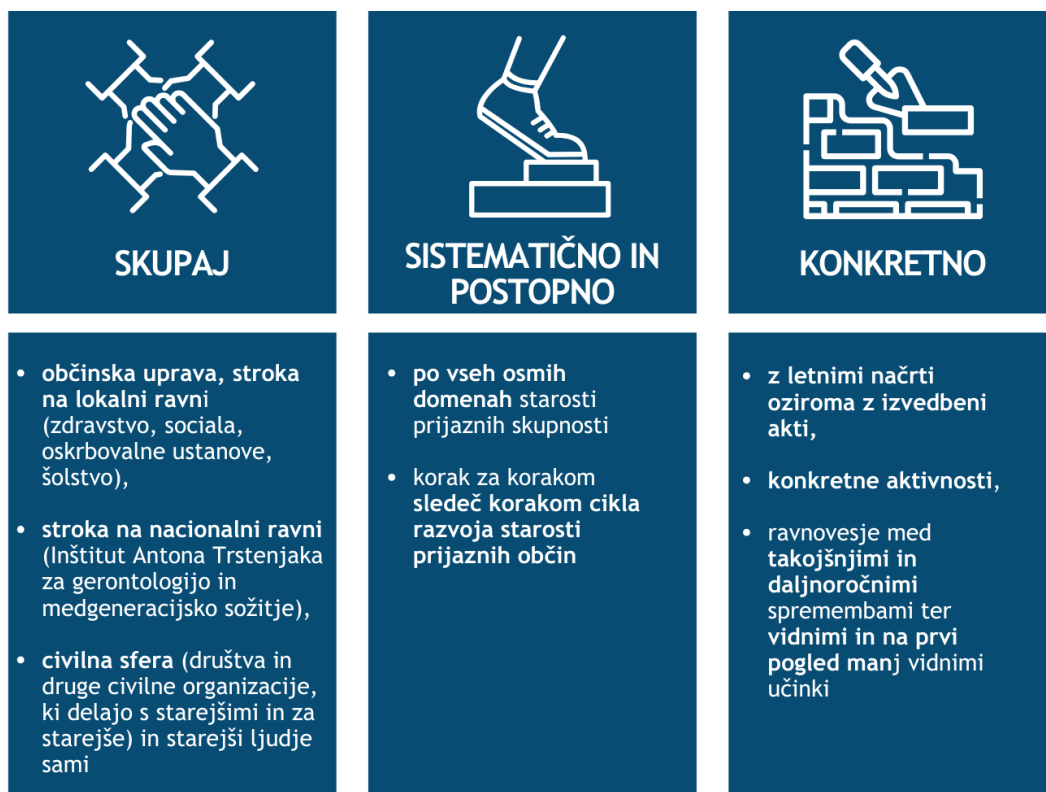 SKUPAJ
• občinska uprava, stroka
na lokalni ravni
(zdravstvo, sociala,
oskrbovalne ustanove,
šolstvo),
• stroka na nacionalni ravni
(Inštitut Antona Trstenjaka
za gerontologijo in
medgeneracijsko sožitje),
• civilna sfera (društva in
druge civilne organizacije,
ki delajo s starejšimi in za
starejše) in starejši ljudje
sami
SISTEMATIČNO IN
POSTOPNO
• po vseh osmih
domenah starosti
prijaznih skupnosti
• korak za korakom
sledeč korakom cikla
razvoja starosti
prijaznih občin
KONKRETNO
• z letnimi načrti
oziroma z izvedbeni
akti,
• konkretne aktivnosti,
• ravnovesje med
takojšnjimi in
daljnoročnimi
spremembami ter
vidnimi in na prvi
pogled manj vidnimi
učinki